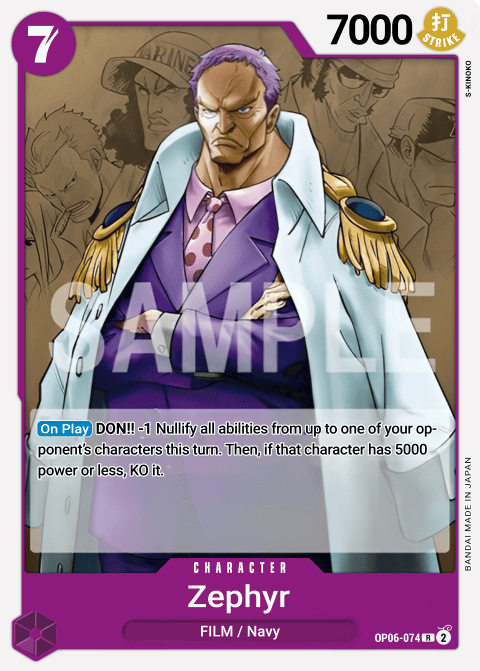 7
7000
打
STRIKE
S-KINOKO
MARINE
SAMPLE
On Play DON!! -1 Nullify all abilities from up to one of your op-
ponent's characters this turn. Then, if that character has 5000
power or less, KO it.
BANDAI MADE IN JAPAN
CHARACTER
Zephyr
FILM / Navy
OP06-074 R 2